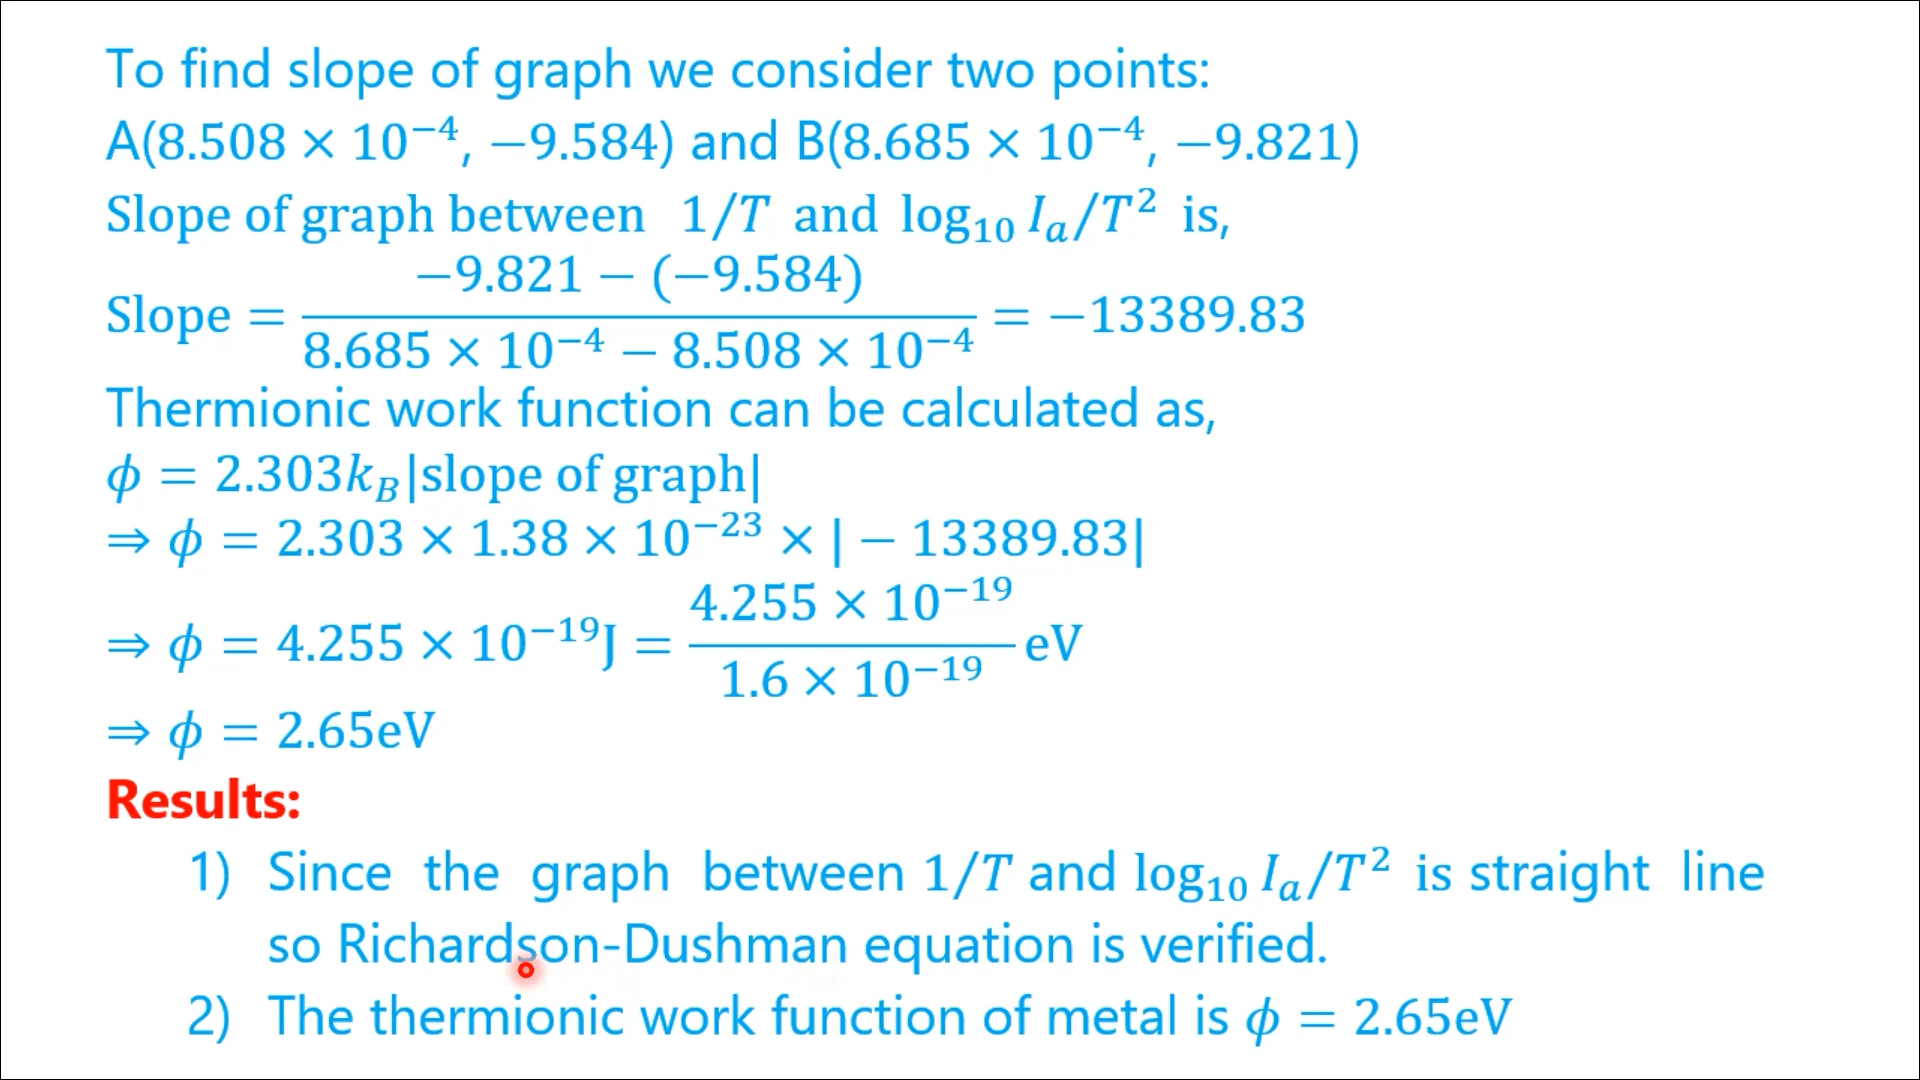 To find slope of graph we consider two points:
A(8.508 × 10⁻⁴, −9.584) and B(8.685 × 10⁻⁴, −9.821)
Slope of graph between 1/T and log₁₀ Iₐ/T² is,
−9.821 − (−9.584)
Slope = ————— = −13389.83
8.685 × 10⁻⁴ − 8.508 × 10⁻⁴
Thermionic work function can be calculated as,
ϕ = 2.303k_B|slope of graph|
⇒ ϕ = 2.303 × 1.38 × 10⁻²³ × | − 13389.83|
4.255 × 10⁻¹⁹
⇒ ϕ = 4.255 × 10⁻¹⁹J = ————— eV
1.6 × 10⁻¹⁹
⇒ ϕ = 2.65eV
Results:
1) Since the graph between 1/T and log₁₀ Iₐ/T² is straight line
so Richardson-Dushman equation is verified.
2) The thermionic work function of metal is ϕ = 2.65eV